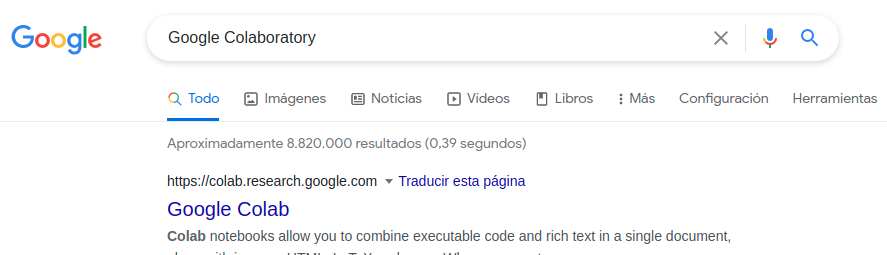 Google Google Colaboratory
Todo Imágenes Noticias Vídeos Libros Más Configuración Herramientas
Aproximadamente 8.820.000 resultados (0,39 segundos)
https://colab.research.google.com Traducir esta página
Google Colab
Colab notebooks allow you to combine executable code and rich text in a single document,